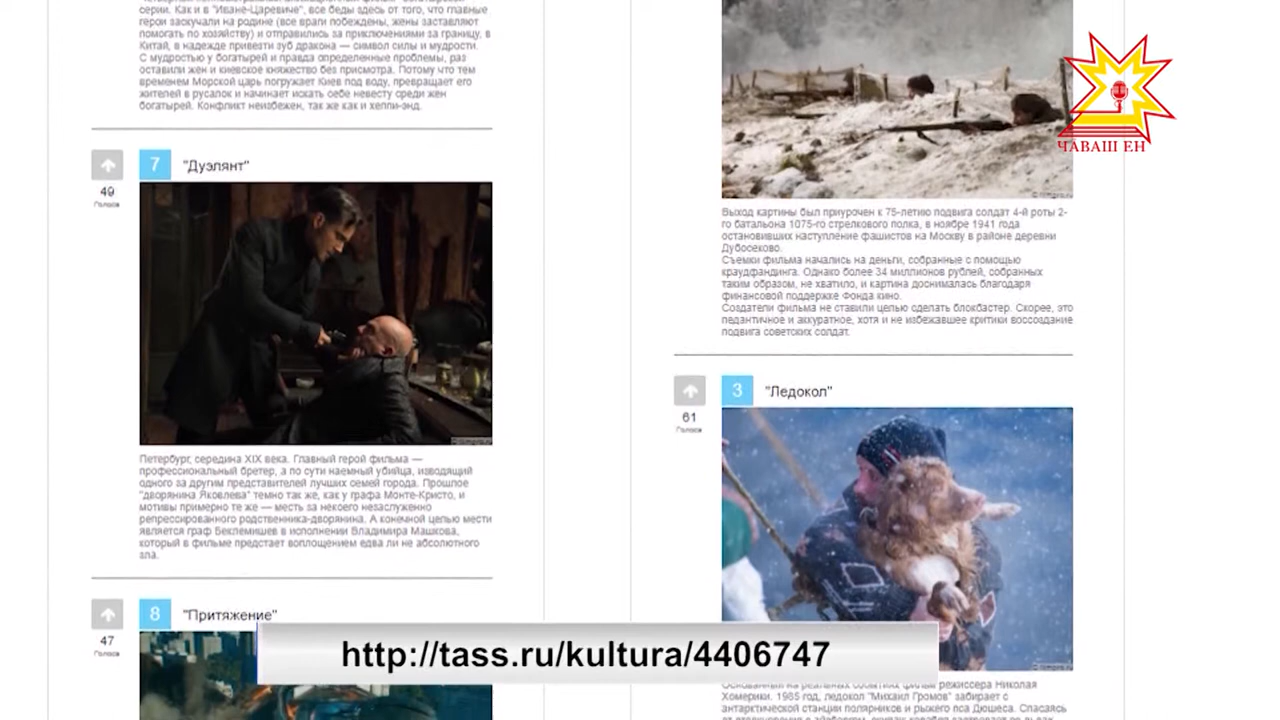 серии. Как и в "Иване-Царевиче", все беды здесь от того, что главные
герои заскучали на родине (все враги побеждены, жены заставляют
помогать по хозяйству) и отправились за приключениями за границу, в
Китай, в надежде привезти зуб дракона — символ силы и мудрости.
С мудростью у богатырей и правда определенные проблемы, раз
оставили жен и киевское княжество без присмотра. Потому что тем
временем Морской царь погружает Киев под воду, превращает его
жителей в русалок и начинает искать себе невесту среди жен
богатырей. Конфликт неизбежен, так же как и хеппи-энд.
7 "Дуэлянт"
49
Голоса
Петербург, середина XIX века. Главный герой фильма —
профессиональный бретер, а по сути наемный убийца, изводящий
одного за другим представителей лучших семей города. Прошлое
"дворянина Яковлева" темно так же, как у графа Монте-Кристо, и
мотивы примерно те же — месть за некоего незаслуженно
репрессированного родственника-дворянина. А конечной целью мести
является граф Беклемишев в исполнении Владимира Машкова,
который в фильме предстает воплощением едва ли не абсолютного
зла.
8 "Притяжение"
47
Голоса
ЧĂВАШ ЕН
Выход картины был приурочен к 75-летию подвига солдат 4-й роты 2-
го батальона 1075-го стрелкового полка, в ноябре 1941 года
остановивших наступление фашистов на Москву в районе деревни
Дубосеково.
Съемки фильма начались на деньги, собранные с помощью
краудфандинга. Однако более 34 миллионов рублей, собранных
таким образом, не хватило, и картина доснималась благодаря
финансовой поддержке Фонда кино.
Создатели фильма не ставили целью сделать блокбастер. Скорее, это
педантичное и аккуратное, хотя и не избежавшее критики воссоздание
подвига советских солдат.
3 "Ледокол"
61
Голоса
Основанный на реальных событиях фильм режиссера Николая
Хомерики. 1985 год, ледокол "Михаил Громов" забирает с
антарктической станции полярников и рыжего пса Дюшеса. Спасаясь
http://tass.ru/kultura/4406747